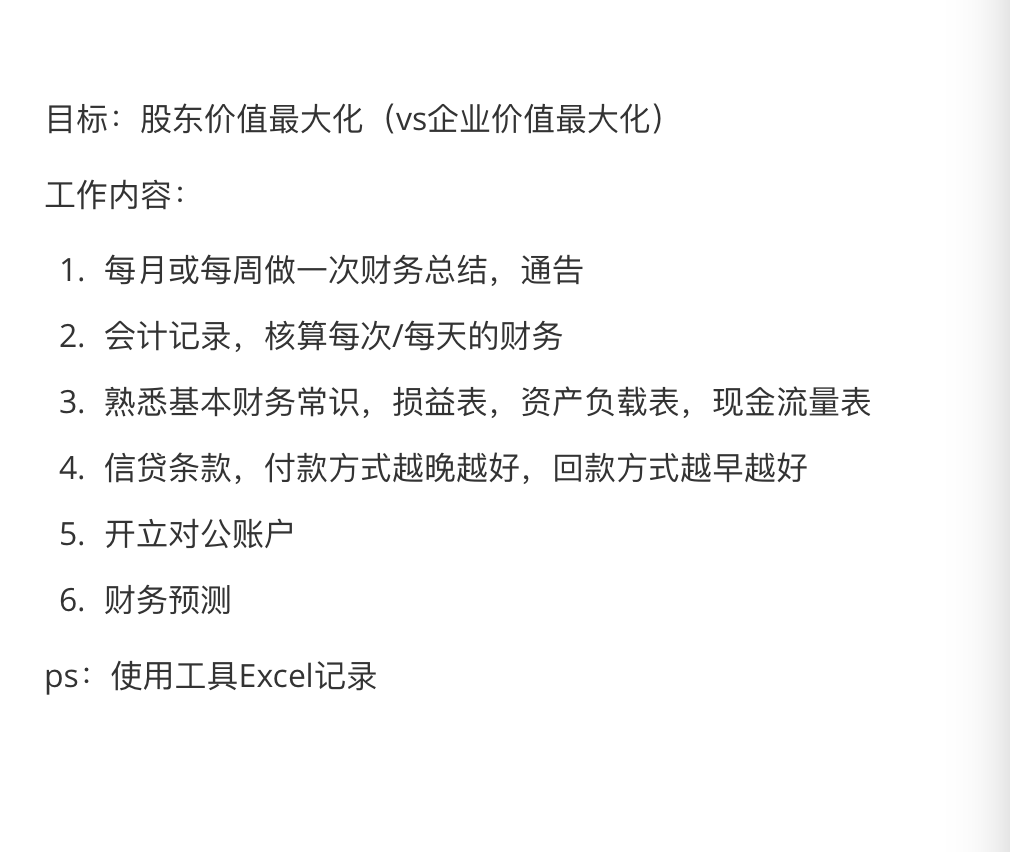 目标：股东价值最大化（vs企业价值最大化）
工作内容：
1. 每月或每周做一次财务总结，通告
2. 会计记录，核算每次/每天的财务
3. 熟悉基本财务常识，损益表，资产负载表，现金流量表
4. 信贷条款，付款方式越晚越好，回款方式越早越好
5. 开立对公账户
6. 财务预测
ps：使用工具Excel记录